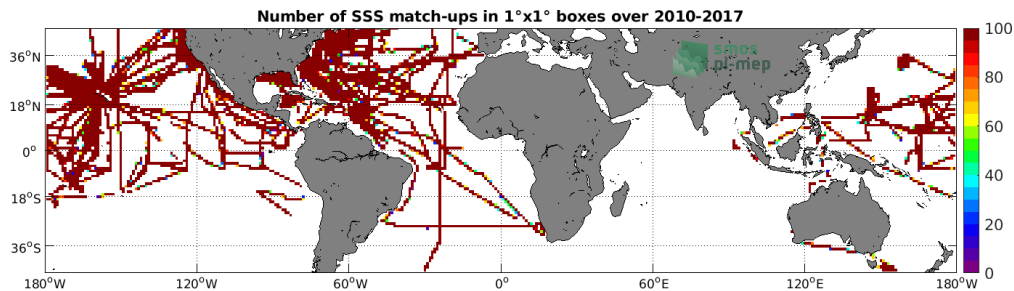 Number of SSS match-ups in 1°x1° boxes over 2010-2017
smos
pi-mep
36°N
18°N
0°
18°S
36°S
180°W
120°W
60°W
0°
60°E
120°E
180°W
100
80
60
40
20
0